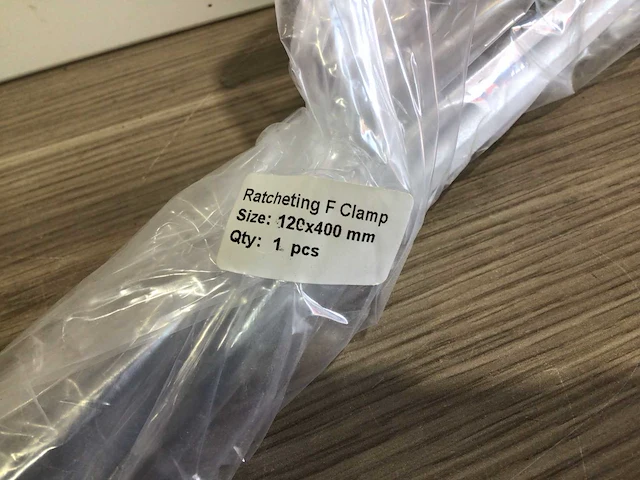 Ratcheting F Clamp
Size: 120x400 mm
Qty: 1 pcs